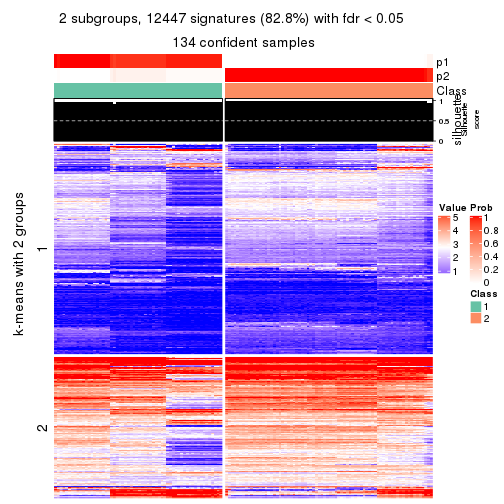 2 subgroups, 12447 signatures (82.8%) with fdr < 0.05
134 confident samples
p1
p2
Class
1
0.5
0
silhouette
Silhouette
score
k-means with 2 groups
1
2
Value
5
4
3
2
1
Prob
1
0.8
0.6
0.4
0.2
0
Class
1
2